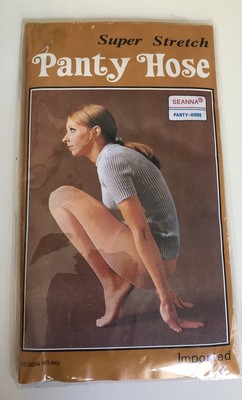 Super Stretch
Panty Hose
SEANNA®
PANTY-HOSE
Imported